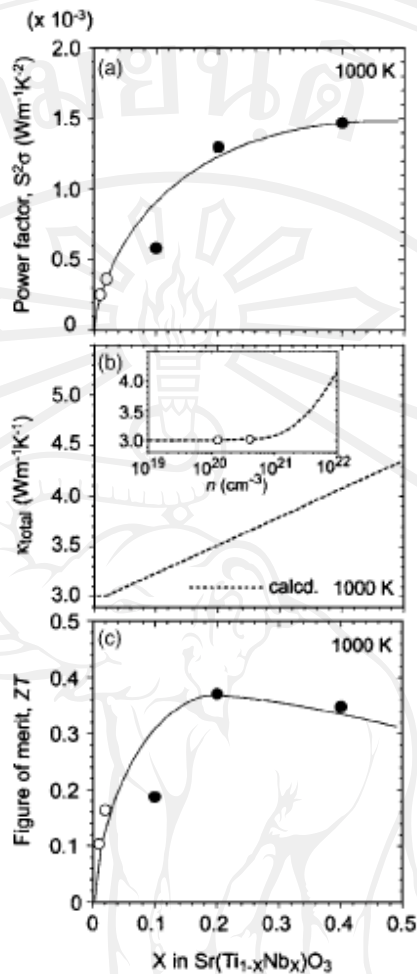 (x 10⁻³)
2.0
(a)
1000 K
1.5
1.0
0.5
0
Power factor, S²σ (Wm⁻¹K⁻²)
(b)
4.0
3.5
3.0
10¹⁹ 10²⁰ 10²¹ 10²²
n (cm⁻³)
5.0
4.5
4.0
3.5
3.0
κtotal (Wm⁻¹K⁻¹)
calcd. 1000 K
0.5
(c)
1000 K
0.4
0.3
0.2
0.1
0
Figure of merit, ZT
0 0.1 0.2 0.3 0.4 0.5
X in Sr(Ti₁₋ₓNbₓ)O₃